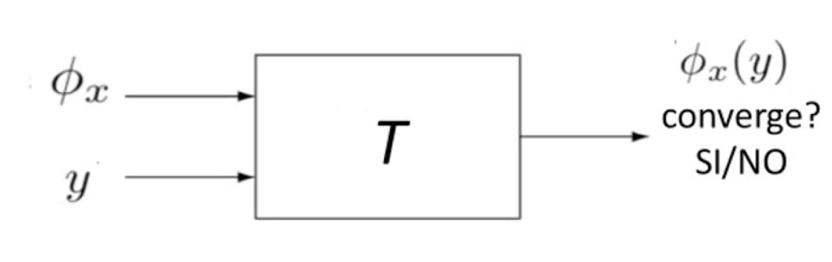 ϕₓ
y
T
ϕₓ(y)
converge?
SI/NO